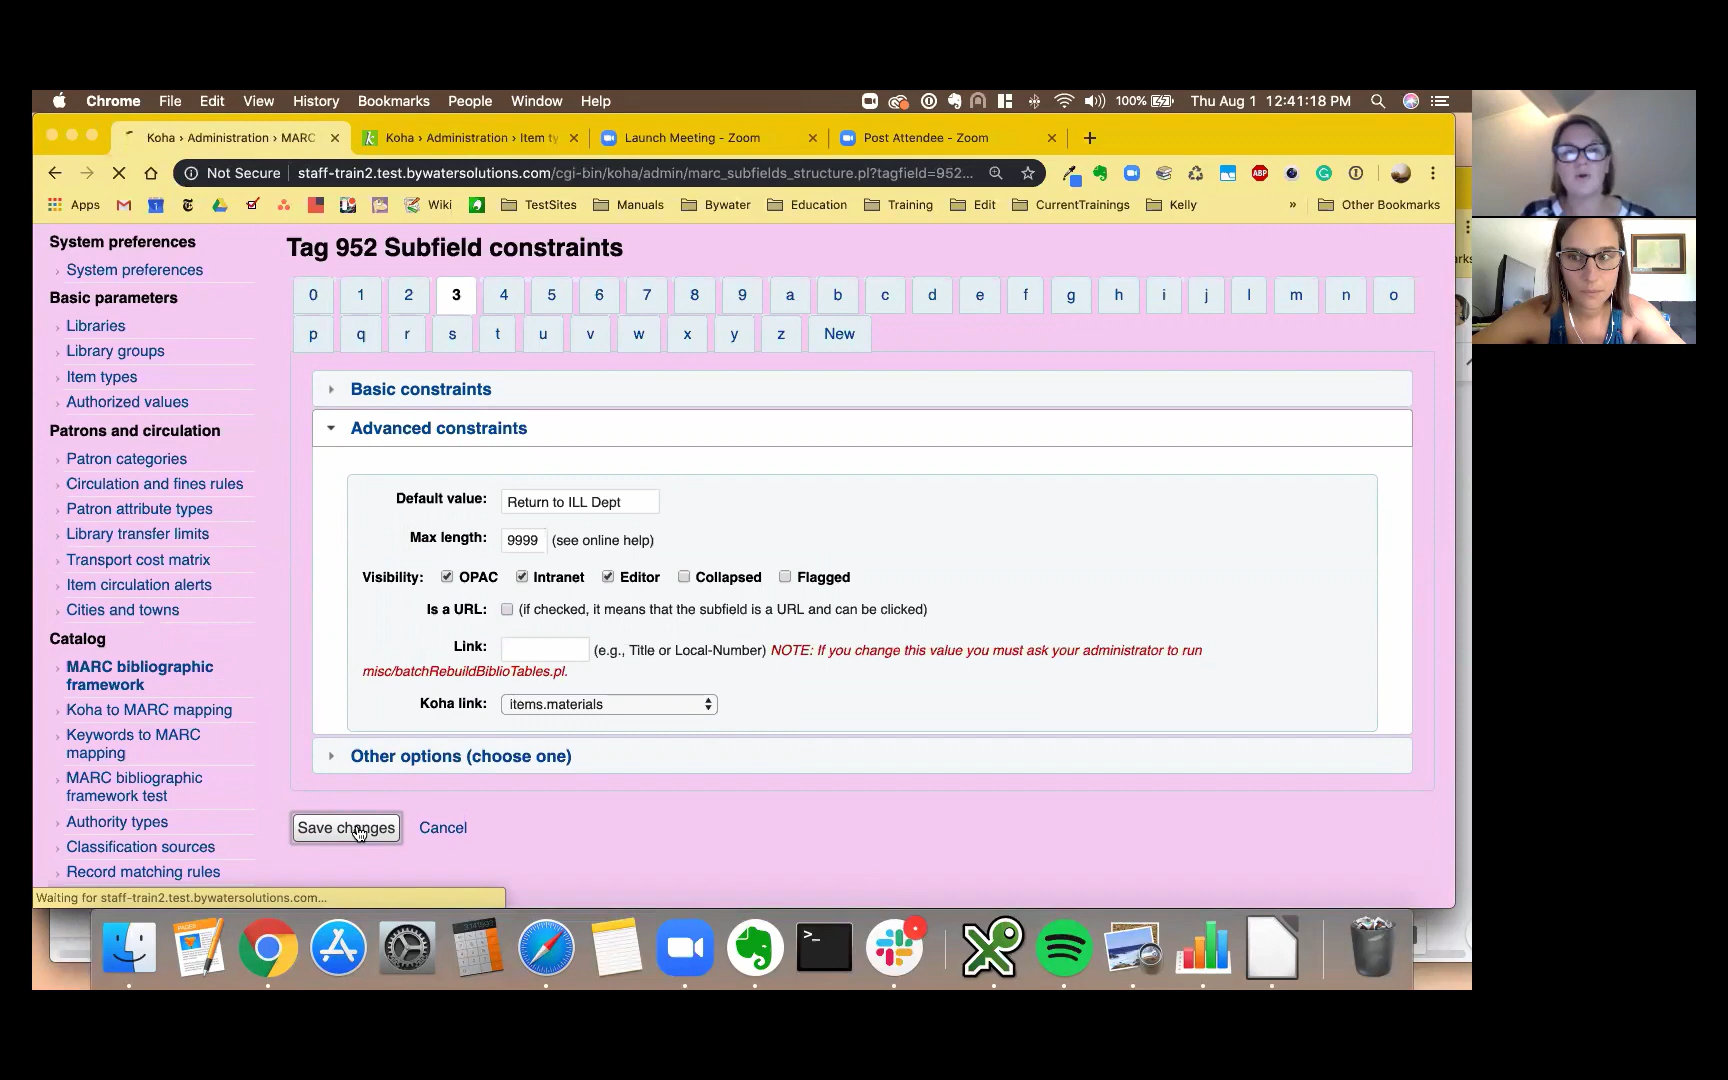 Chrome File Edit View History Bookmarks People Window Help 100% Thu Aug 1 12:41:18 PM
Koha › Administration › MARC Koha › Administration › Item ty Launch Meeting - Zoom Post Attendee - Zoom
Not Secure staff-train2.test.bywatersolutions.com/cgi-bin/koha/admin/marc_subfields_structure.pl?tagfield=952... ABP
Apps Wiki TestSites Manuals Bywater Education Training Edit CurrentTrainings Kelly » Other Bookmarks
System preferences
System preferences
Basic parameters
Libraries
Library groups
Item types
Authorized values
Patrons and circulation
Patron categories
Circulation and fines rules
Patron attribute types
Library transfer limits
Transport cost matrix
Item circulation alerts
Cities and towns
Catalog
MARC bibliographic
framework
Koha to MARC mapping
Keywords to MARC
mapping
MARC bibliographic
framework test
Authority types
Classification sources
Record matching rules
Tag 952 Subfield constraints
0 1 2 3 4 5 6 7 8 9 a b c d e f g h i j l m n o
p q r s t u v w x y z New
Basic constraints
Advanced constraints
Default value: Return to ILL Dept
Max length: 9999 (see online help)
Visibility: OPAC Intranet Editor Collapsed Flagged
Is a URL: (if checked, it means that the subfield is a URL and can be clicked)
Link: (e.g., Title or Local-Number) NOTE: If you change this value you must ask your administrator to run
misc/batchRebuildBiblioTables.pl.
Koha link: items.materials
Other options (choose one)
Save changes Cancel
Waiting for staff-train2.test.bywatersolutions.com...